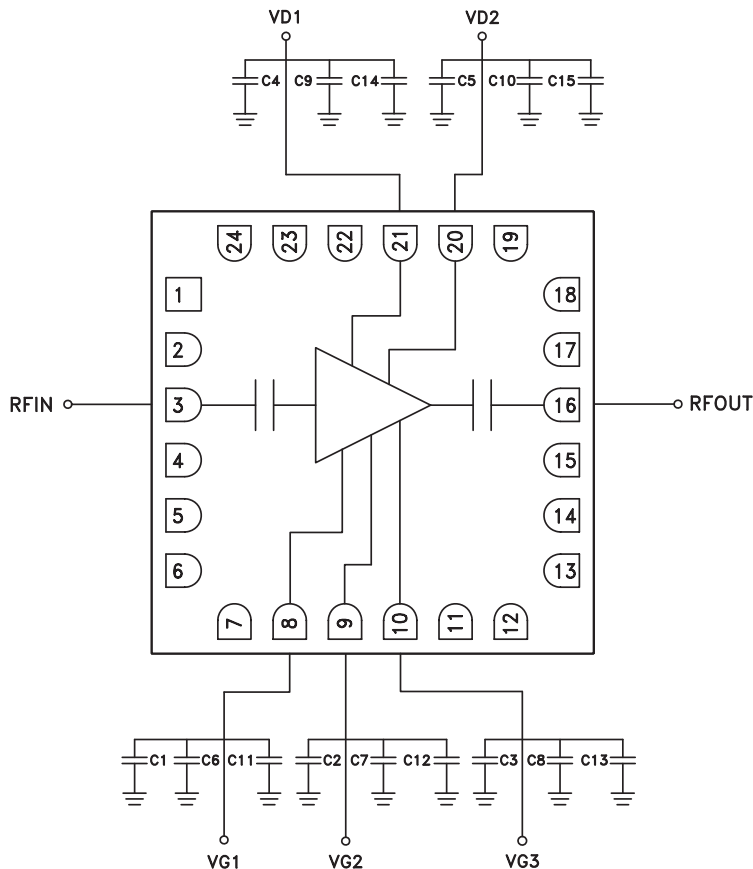 VD1 VD2
C4 C9 C14 C5 C10 C15
24 23 22 21 20 19
1 18
2 17
RFIN 3 16 RFOUT
4 15
5 14
6 13
7 8 9 10 11 12
C1 C6 C11 C2 C7 C12 C3 C8 C13
VG1 VG2 VG3